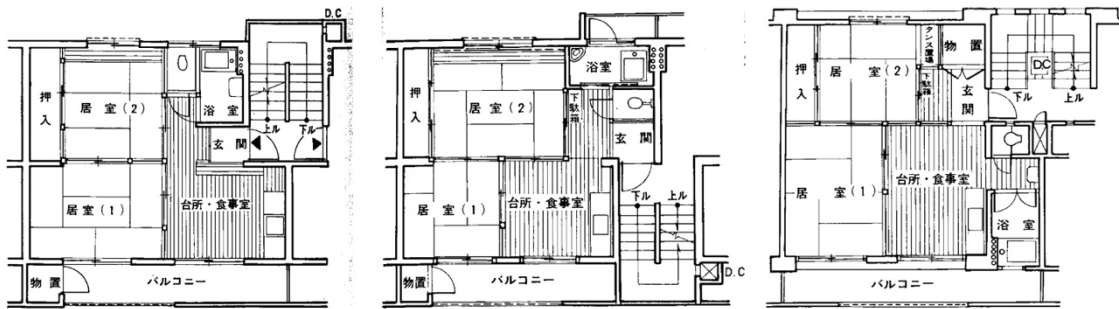 D.C
押入
居室(2)
浴室
上ル
下ル
玄関
居室(1)
台所・食事室
物置
バルコニー
浴室
押入
居室(2)
下駄箱
玄関
居室(1)
台所・食事室
下ル
上ル
D.C
物置
バルコニー
タンス置場
物置
DC
押入
居室(2)
下駄箱
玄関
下ル
上ル
居室(1)
台所・食事室
浴室
バルコニー